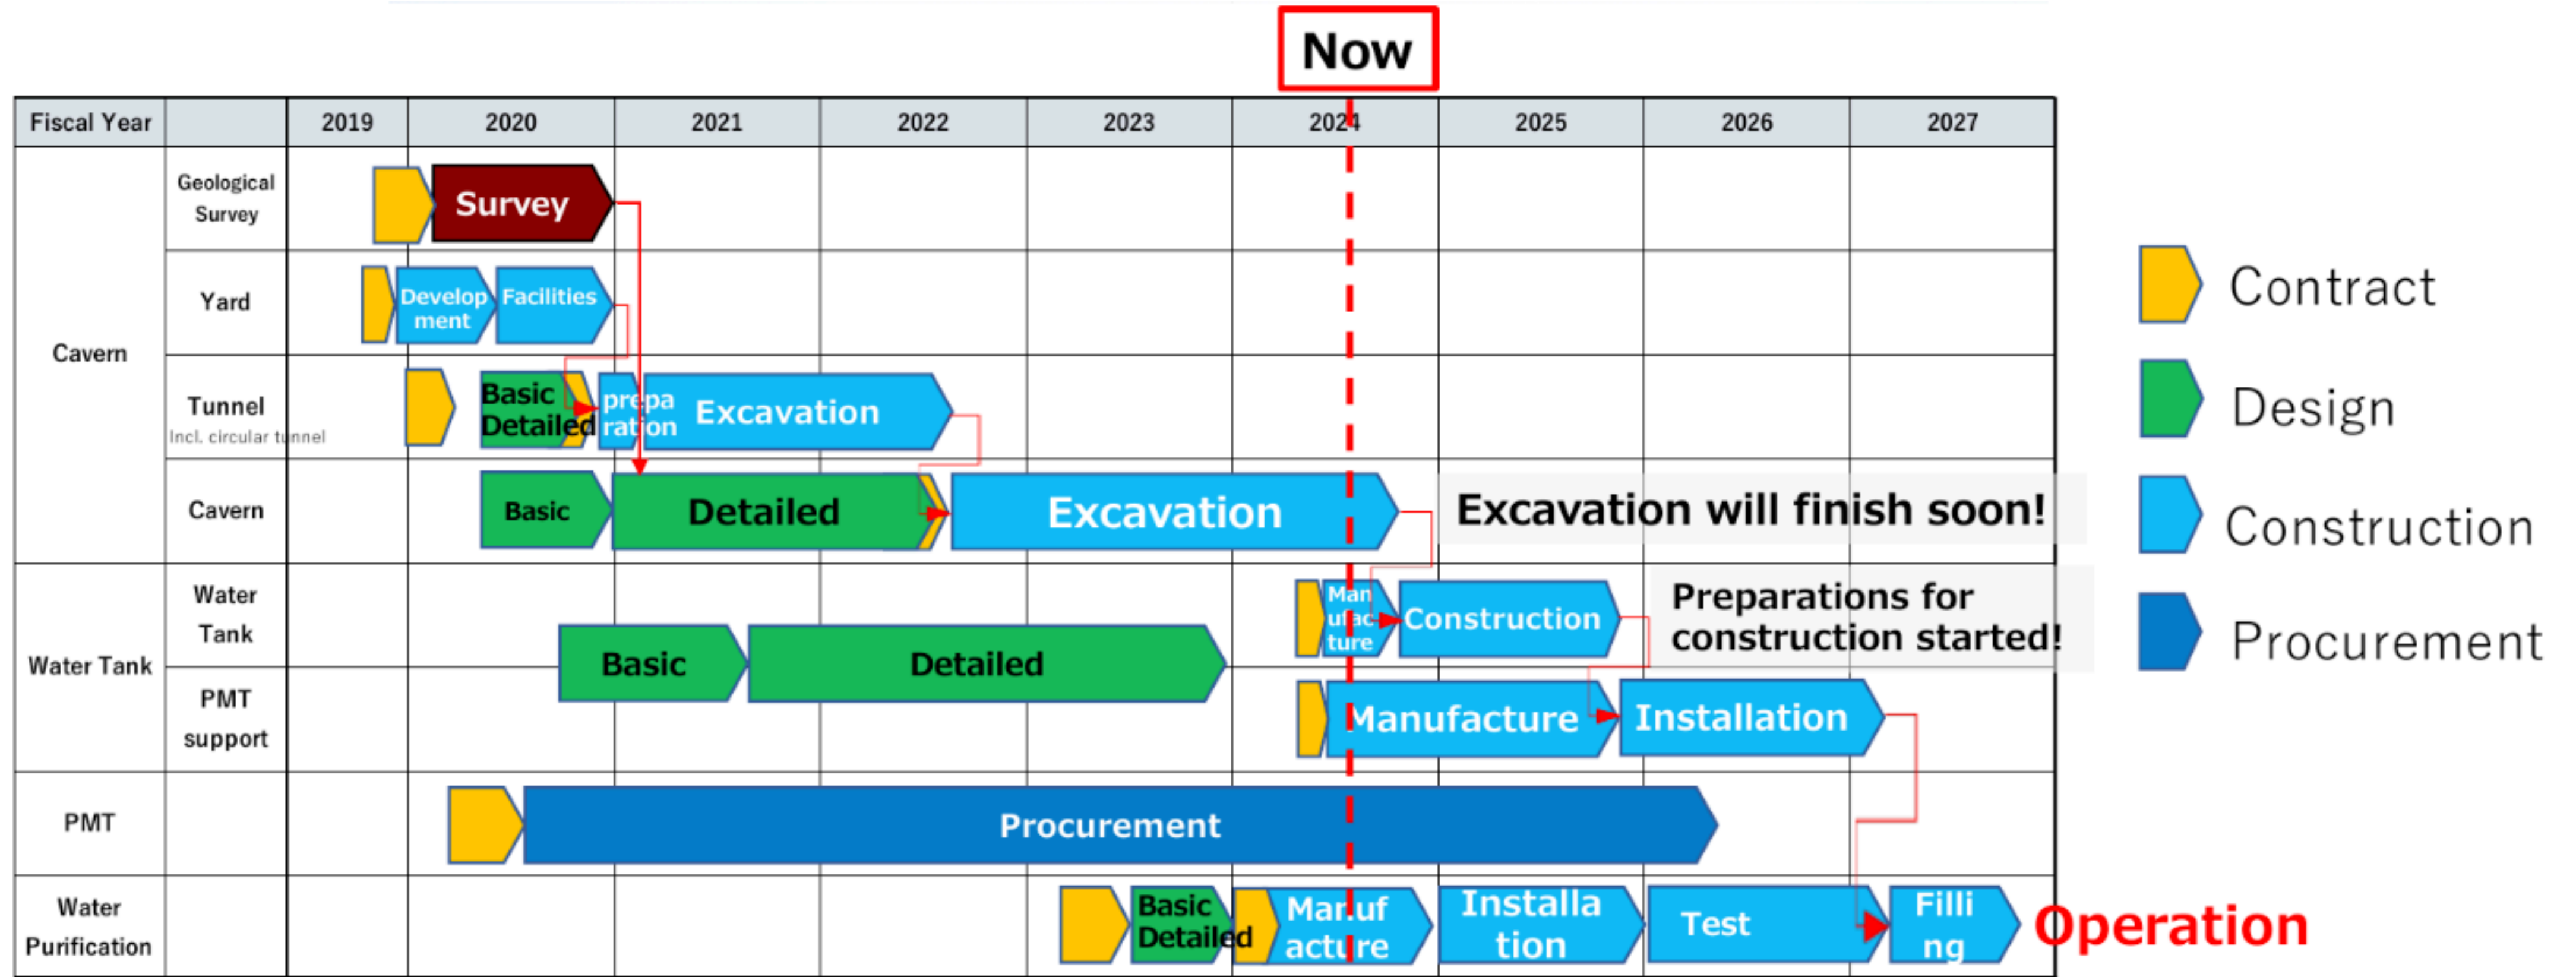 Now
Fiscal Year 2019 2020 2021 2022 2023 2024 2025 2026 2027
Cavern
Geological
Survey
Survey
Yard
Develop
ment
Facilities
Tunnel
Incl. circular tunnel
Basic
Detailed
prepa
ration
Excavation
Cavern
Basic
Detailed
Excavation
Excavation will finish soon!
Water Tank
Water
Tank
Basic
Detailed
Man
ufac
ture
Construction
Preparations for
construction started!
PMT
support
Manufacture
Installation
PMT
Procurement
Water
Purification
Basic
Detailed
Manuf
acture
Installa
tion
Test
Filli
ng
Operation
Contract
Design
Construction
Procurement